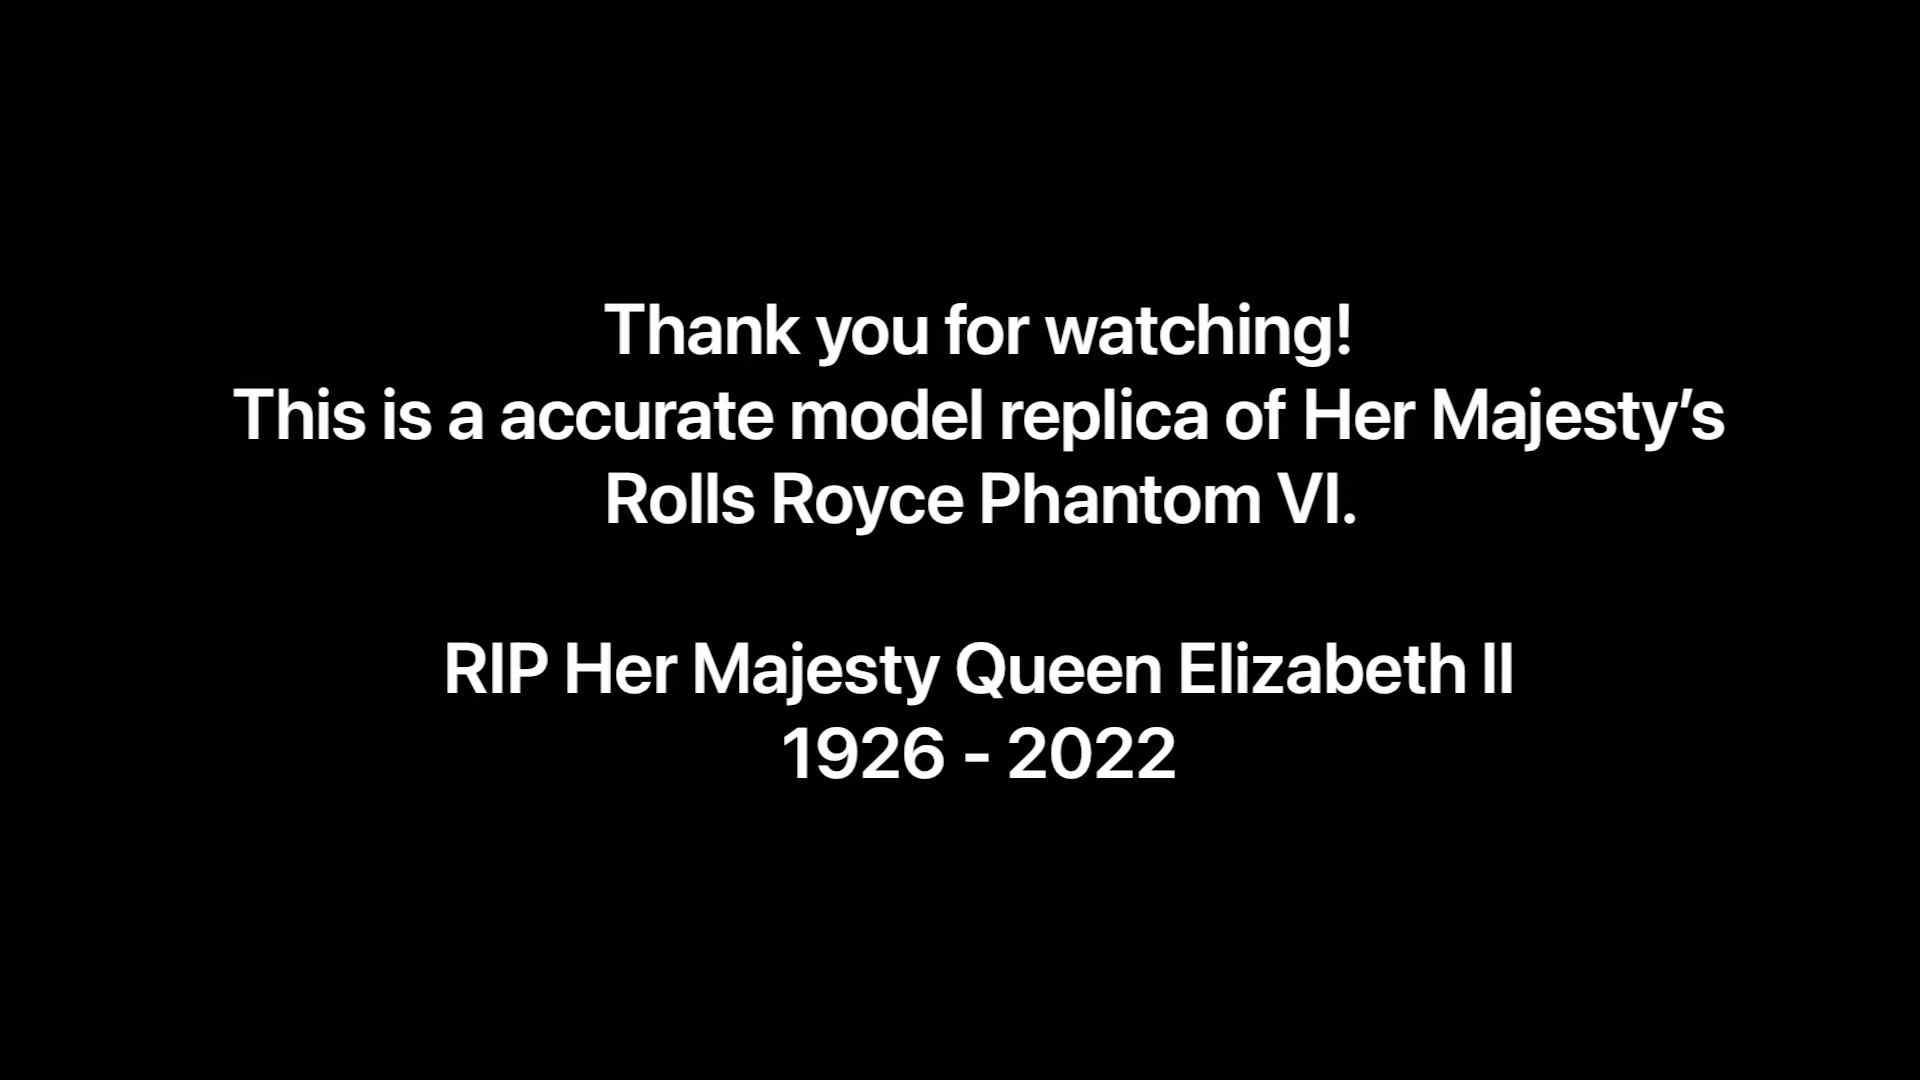 Thank you for watching!
This is a accurate model replica of Her Majesty’s
Rolls Royce Phantom VI.
RIP Her Majesty Queen Elizabeth II
1926 - 2022